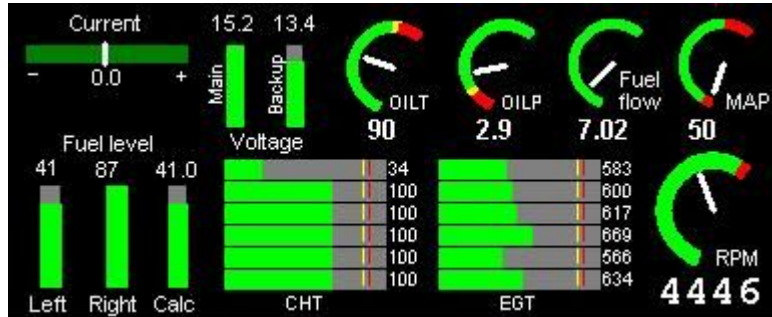 Current
- 0.0 +
15.2 13.4
Main
Backup
Voltage
OILT
90
OILP
2.9
Fuel
flow
7.02
MAP
50
Fuel level
41 87 41.0
Left Right Calc
34
100
100
100
100
100
CHT
583
600
617
669
566
634
EGT
RPM
4446